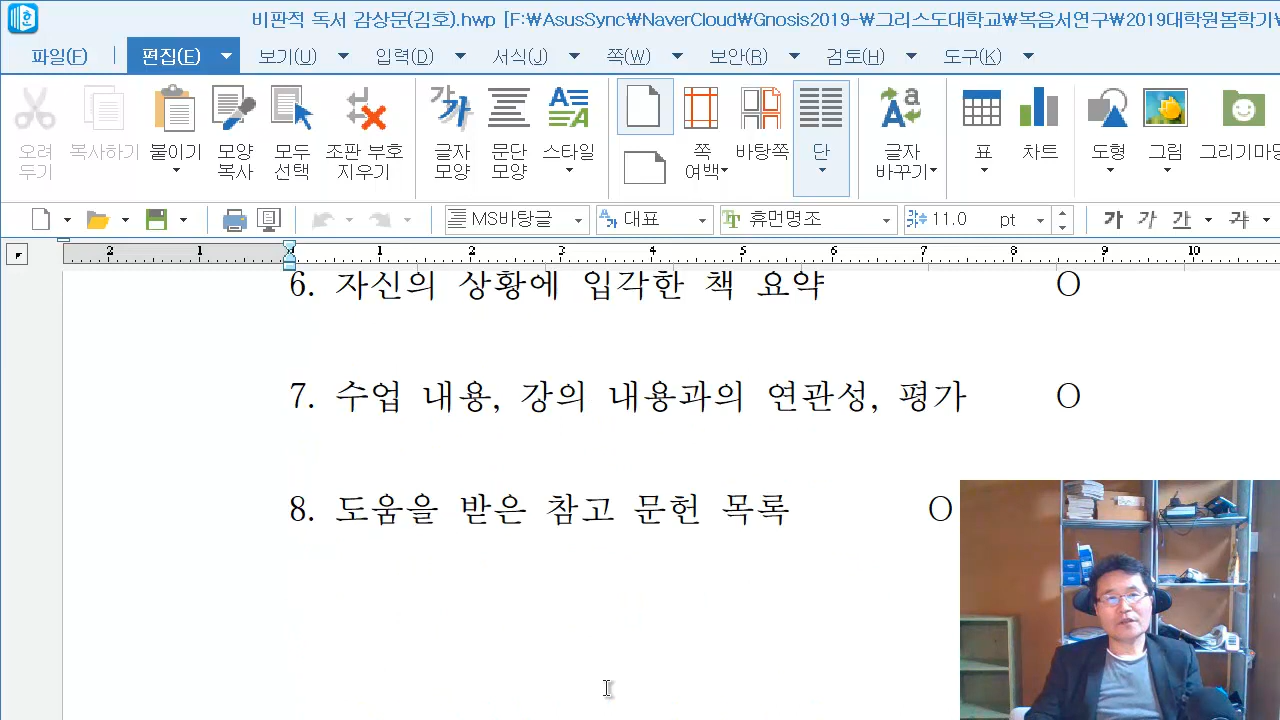 비판적 독서 감상문(김호).hwp [F:\AsusSync\NaverCloud\Gnosis2019-\그리스도대학교\복음서연구\2019대학원봄학기\
파일(F) 편집(E) 보기(U) 입력(D) 서식(J) 쪽(W) 보안(R) 검토(H) 도구(K)
오려 두기 복사하기 붙이기 모양 복사 모두 선택 조판 부호 지우기 글자 모양 문단 모양 스타일 쪽 여백 바탕쪽 단 글자 바꾸기 표 차트 도형 그림 그리기마당
MS바탕글 대표 휴먼명조 11.0 pt 가 가 가 가
2 1 1 2 3 4 5 6 7 8 9 10
6. 자신의 상황에 입각한 책 요약 O
7. 수업 내용, 강의 내용과의 연관성, 평가 O
8. 도움을 받은 참고 문헌 목록 O